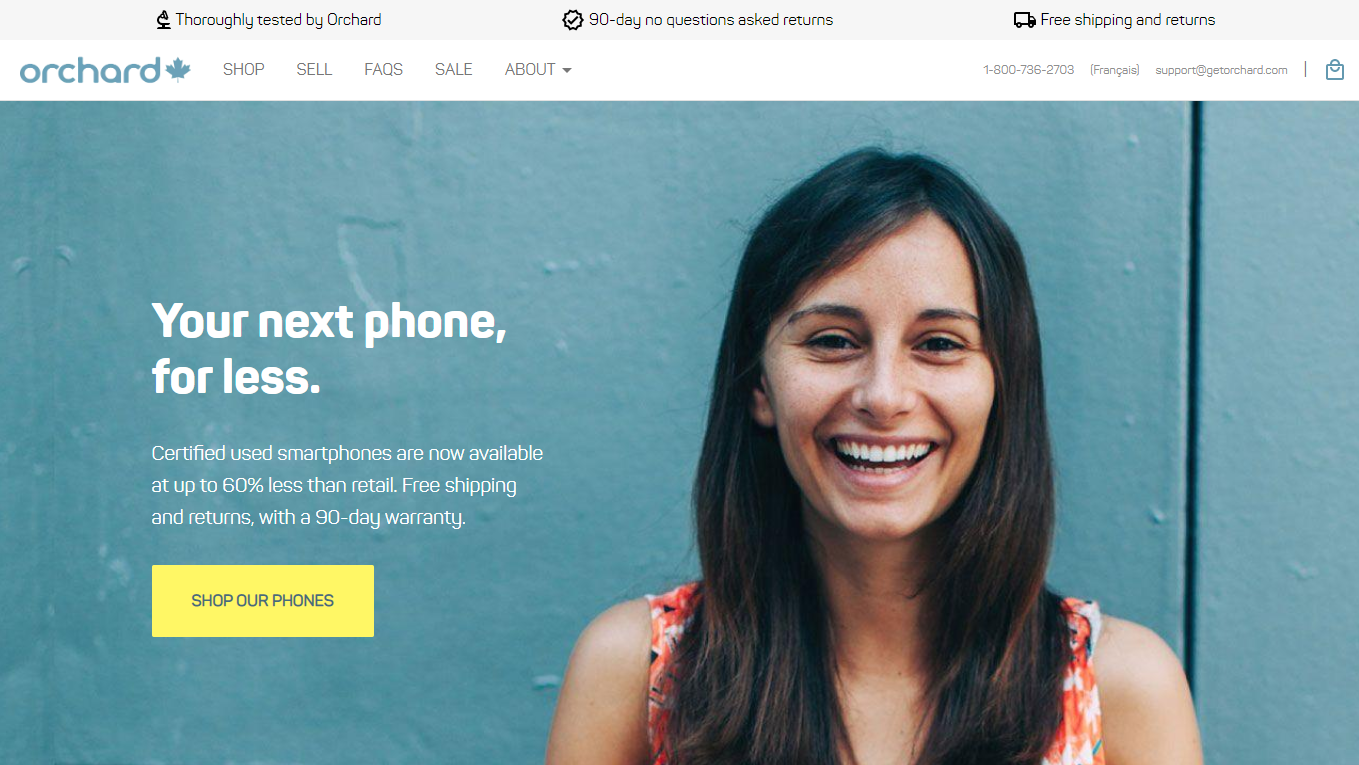 Thoroughly tested by Orchard
90-day no questions asked returns
Free shipping and returns
orchard
SHOP
SELL
FAQS
SALE
ABOUT
1-800-736-2703
(Français)
support@getorchard.com
Your next phone,
for less.
Certified used smartphones are now available
at up to 60% less than retail. Free shipping
and returns, with a 90-day warranty.
SHOP OUR PHONES